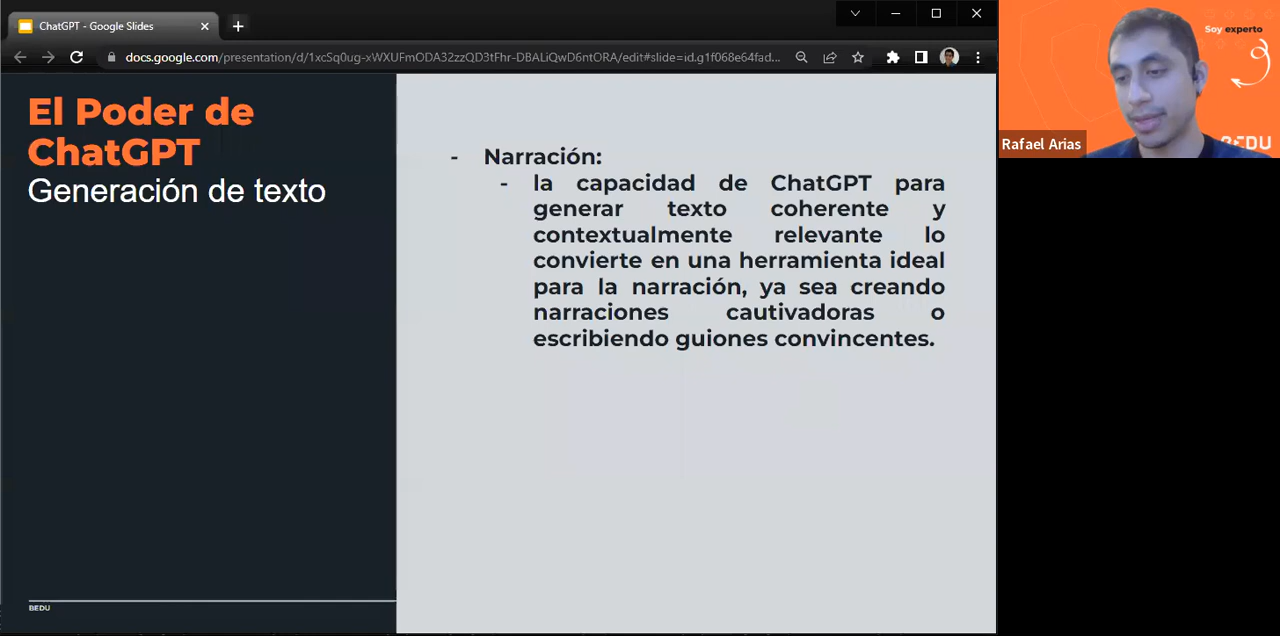 ChatGPT - Google Slides
docs.google.com/presentation/d/1xcSq0ug-xWXUFmODA32zzQD3tFhr-DBALiQwD6ntORA/edit#slide=id.g1f068e64fad...
El Poder de
ChatGPT
Generación de texto
- Narración:
- la capacidad de ChatGPT para
generar texto coherente y
contextualmente relevante lo
convierte en una herramienta ideal
para la narración, ya sea creando
narraciones cautivadoras o
escribiendo guiones convincentes.
BEDU
Soy experto
BEDU
Rafael Arias